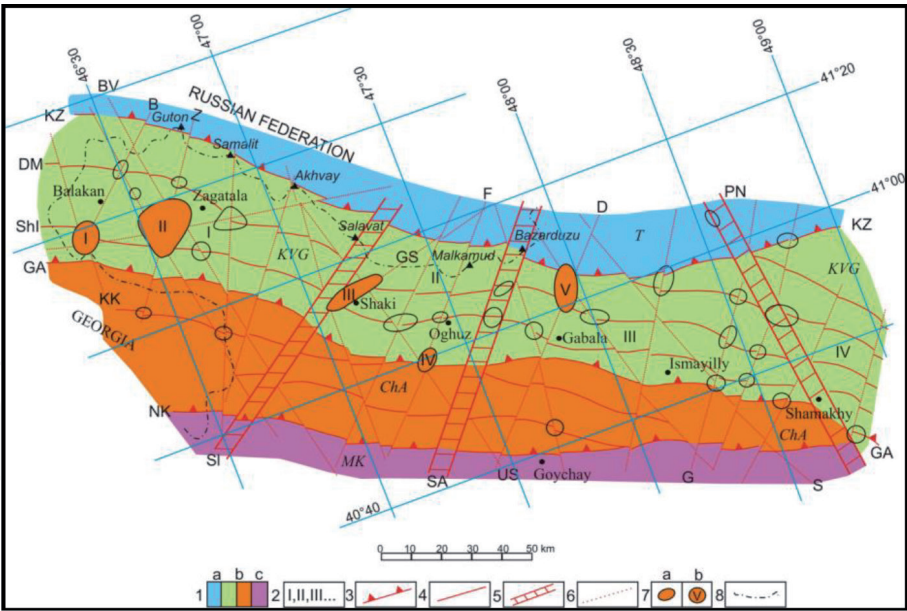 46°30
47°00
47°30
48°00
48°30
49°00
41°20
41°00
40°40
BV
B
Z
KZ
Guton
RUSSIAN FEDERATION
Samalit
DM
Akhvay
Balakan
Zagatala
F
D
PN
T
KZ
ShI
I
II
I
Salavat
GS
Malkamud
Bazarduzu
KVG
II
KVG
GA
KK
GEORGIA
III
Shaki
V
Oghuz
Gabala
III
IV
IV
Ismayilly
ChA
Shamakhy
ChA
GA
NK
SI
MK
SA
US
Goychay
G
S
0 10 20 30 40 50 km
a b c
a b
1 2 I,II,III... 3 4 5 6 7 V 8